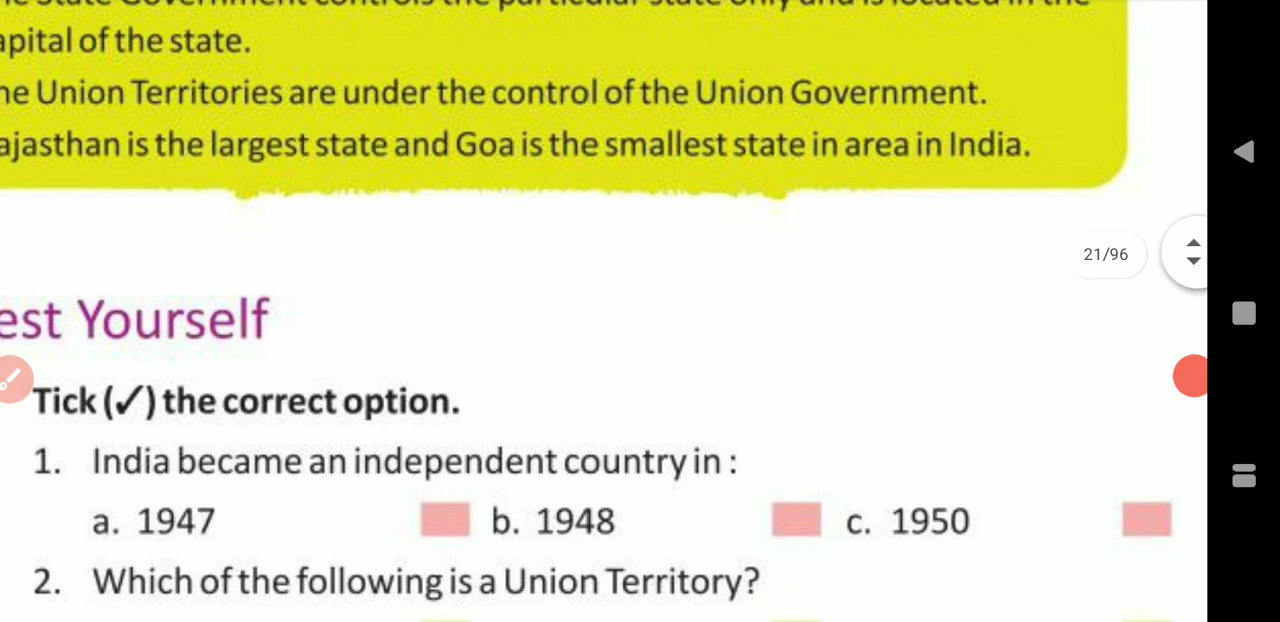 apital of the state.
he Union Territories are under the control of the Union Government.
ajasthan is the largest state and Goa is the smallest state in area in India.
21/96
est Yourself
Tick (✓) the correct option.
1. India became an independent country in :
a. 1947 b. 1948 c. 1950
2. Which of the following is a Union Territory?